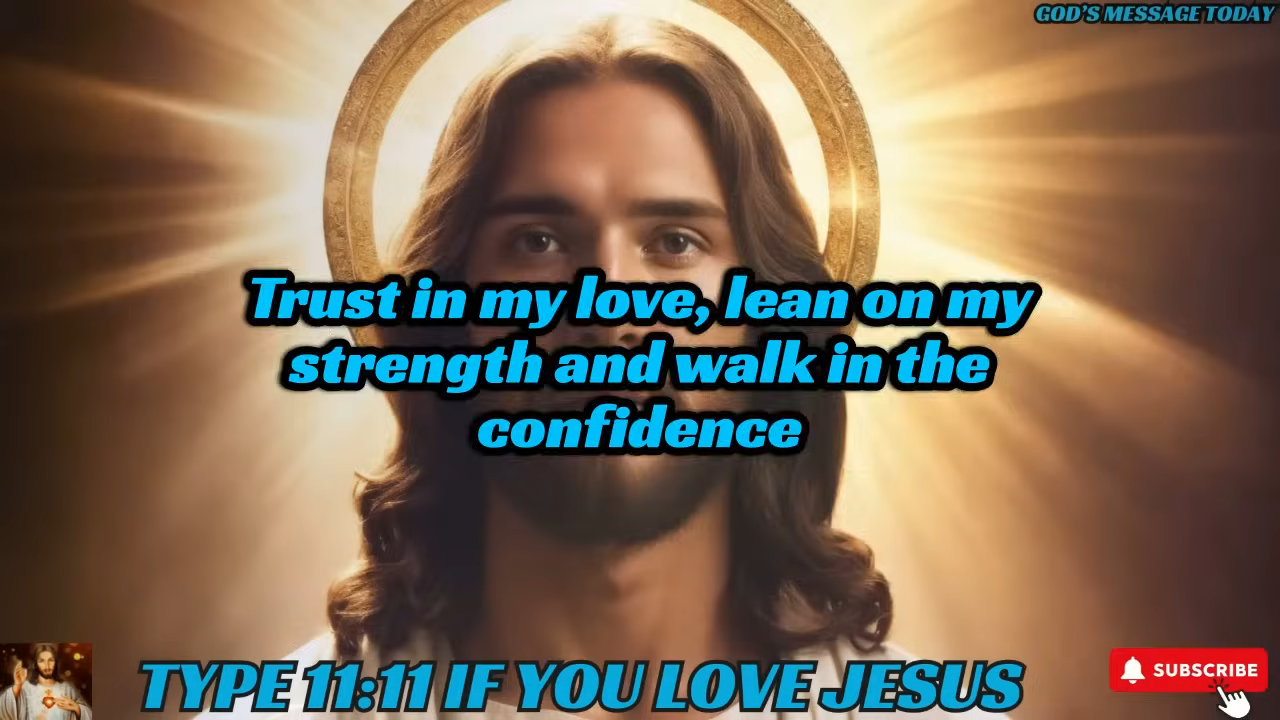 GOD'S MESSAGE TODAY
Trust in my love, lean on my
strength and walk in the
confidence
TYPE 11:11 IF YOU LOVE JESUS
SUBSCRIBE